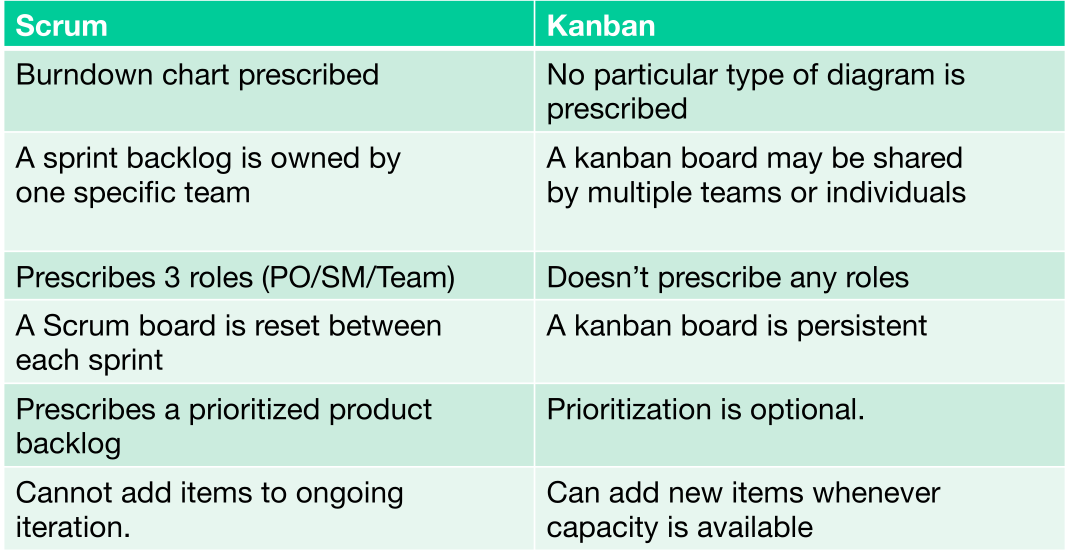 Scrum
Kanban
Burndown chart prescribed
No particular type of diagram is
prescribed
A sprint backlog is owned by
one specific team
A kanban board may be shared
by multiple teams or individuals
Prescribes 3 roles (PO/SM/Team)
Doesn’t prescribe any roles
A Scrum board is reset between
each sprint
A kanban board is persistent
Prescribes a prioritized product
backlog
Prioritization is optional.
Cannot add items to ongoing
iteration.
Can add new items whenever
capacity is available